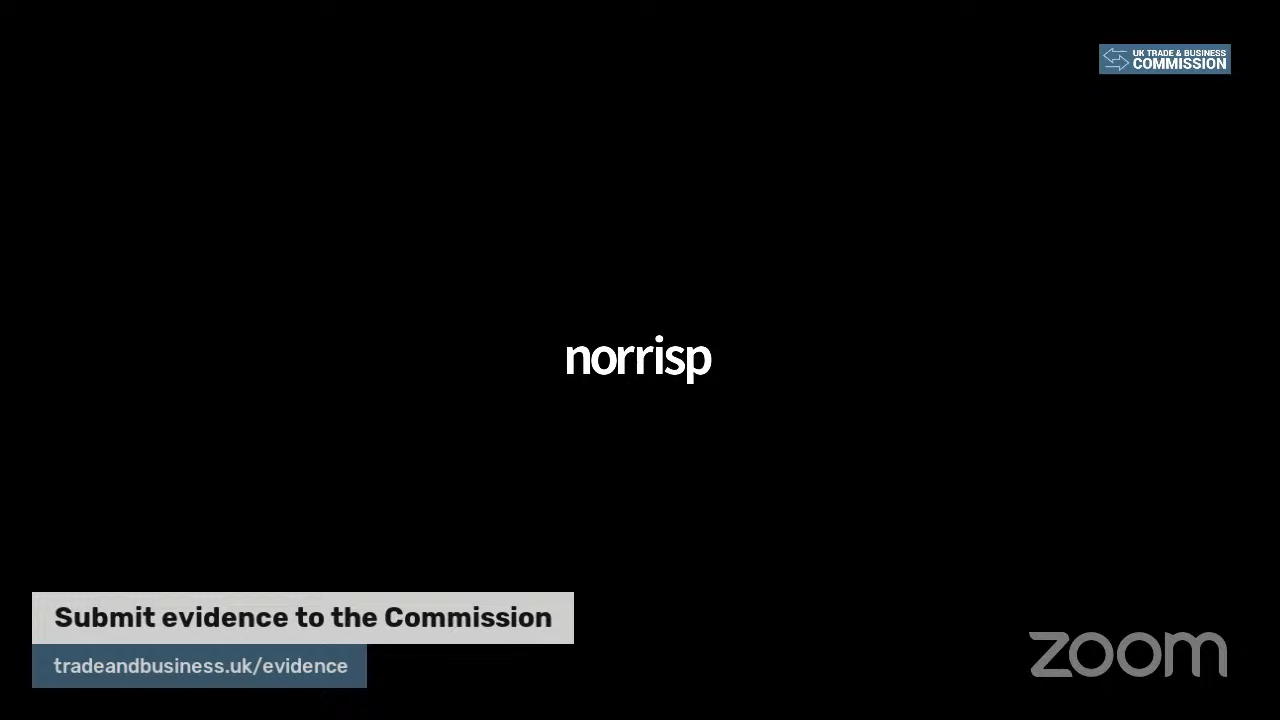 UK TRADE & BUSINESS
COMMISSION
norrisp
Submit evidence to the Commission
tradeandbusiness.uk/evidence
zoom